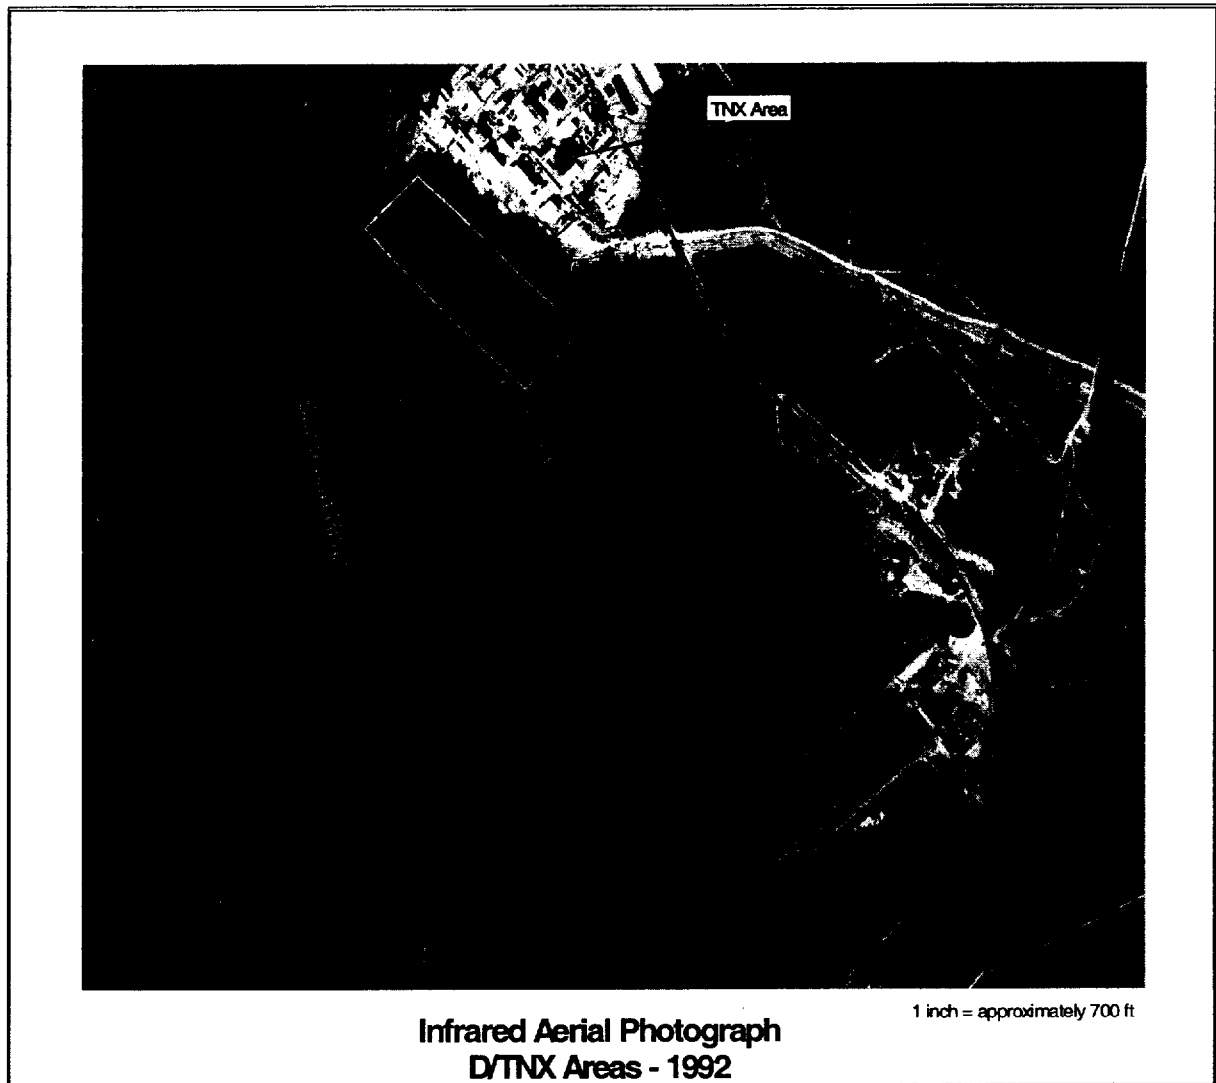 TNX Area
1 inch = approximately 700 ft
Infrared Aerial Photograph
D/TNX Areas - 1992